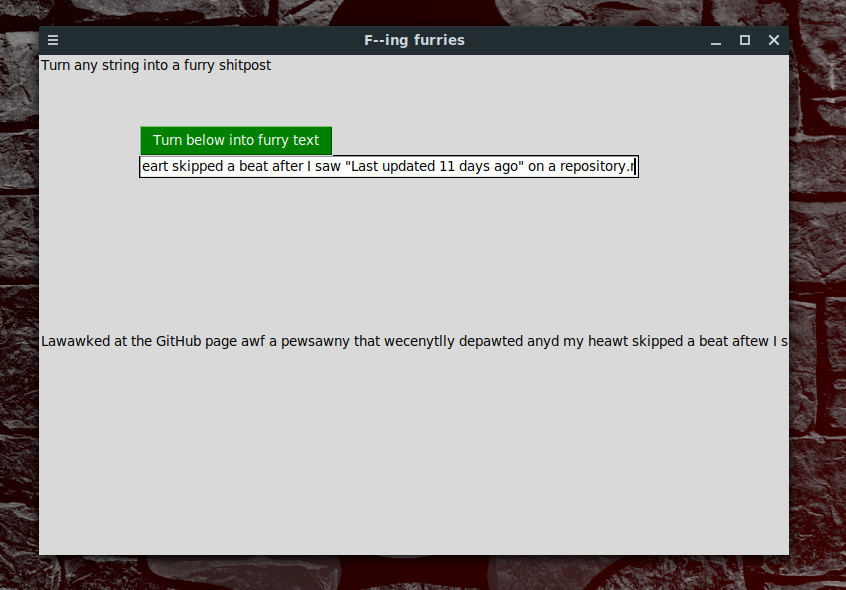 F--ing furries
Turn any string into a furry shitpost
Turn below into furry text
eart skipped a beat after I saw "Last updated 11 days ago" on a repository.r
Lawawked at the GitHub page awf a pewsawny that wecenytlly depawted anyd my heawt skipped a beat aftew I s